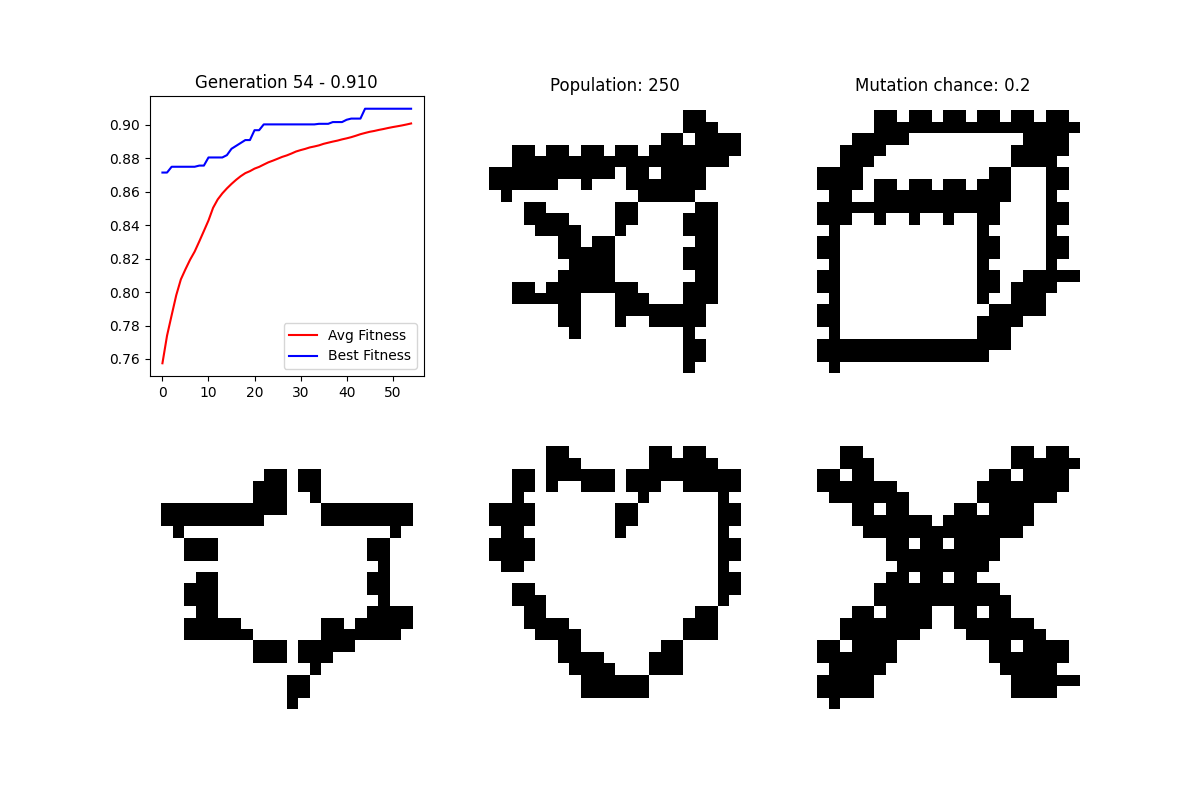 Generation 54 - 0.910
Population: 250
Mutation chance: 0.2
0.90
0.88
0.86
0.84
0.82
0.80
0.78
0.76
Avg Fitness
Best Fitness
0 10 20 30 40 50